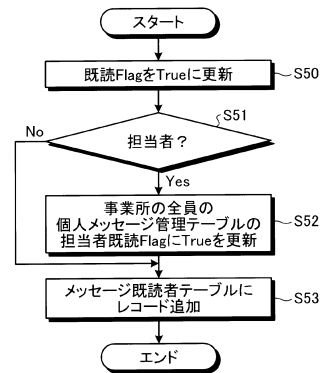 スタート
既読FlagをTrueに更新
S50
S51
担当者？
No
Yes
事業所の全員の
個人メッセージ管理テーブルの
担当者既読FlagにTrueを更新
S52
メッセージ既読者テーブルに
レコード追加
S53
エンド